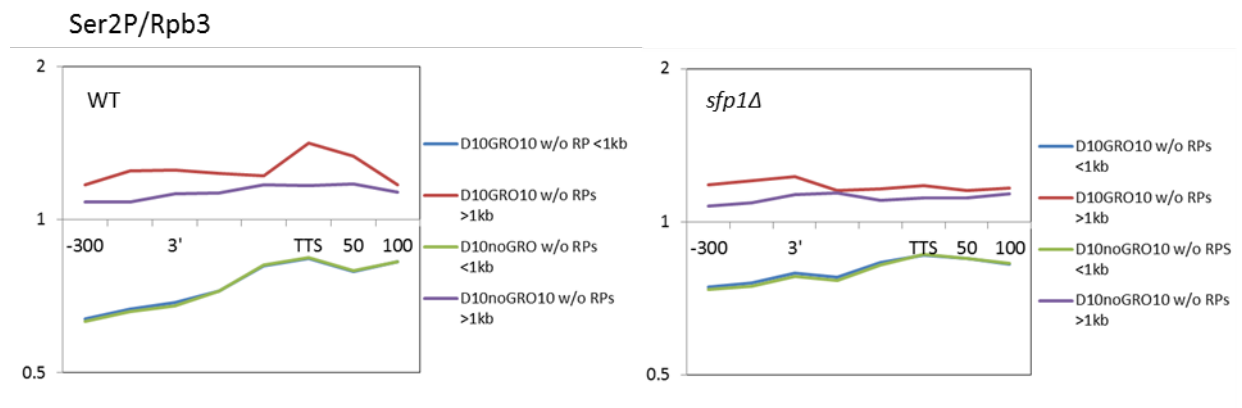 Ser2P/Rpb3
2
WT
1
0.5
-300 3' TTS 50 100
D10GRO10 w/o RP <1kb
D10GRO10 w/o RPs
>1kb
D10noGRO w/o RPs
<1kb
D10noGRO10 w/o RPs
>1kb
2
sfp1Δ
1
0.5
-300 3' TTS 50 100
D10GRO10 w/o RPs
<1kb
D10GRO10 w/o RPs
>1kb
D10noGRO10 w/o RPS
<1kb
D10noGRO10 w/o RPs
>1kb